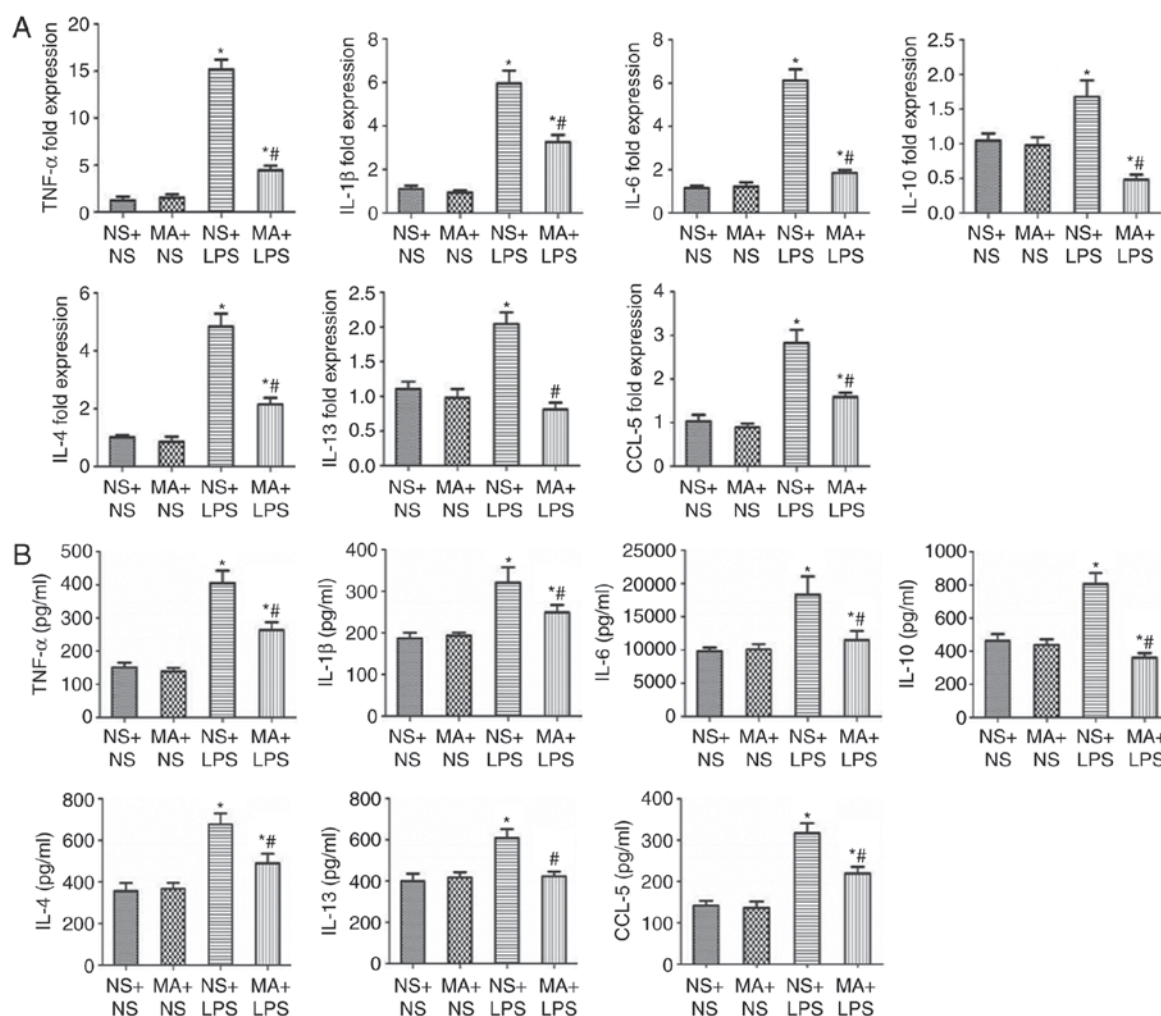 A
TNF-α fold expression
20
15
10
5
0
*
*#
NS+ MA+ NS+ MA+
NS NS LPS LPS
IL-1β fold expression
8
6
4
2
0
*
*#
NS+ MA+ NS+ MA+
NS NS LPS LPS
IL-6 fold expression
8
6
4
2
0
*
*#
NS+ MA+ NS+ MA+
NS NS LPS LPS
IL-10 fold expression
2.5
2.0
1.5
1.0
0.5
0.0
*
*#
NS+ MA+ NS+ MA+
NS NS LPS LPS
IL-4 fold expression
6
4
2
0
*
*#
NS+ MA+ NS+ MA+
NS NS LPS LPS
IL-13 fold expression
2.5
2.0
1.5
1.0
0.5
0.0
*
#
NS+ MA+ NS+ MA+
NS NS LPS LPS
CCL-5 fold expression
4
3
2
1
0
*
*#
NS+ MA+ NS+ MA+
NS NS LPS LPS
B
TNF-α (pg/ml)
500
400
300
200
100
0
*
*#
NS+ MA+ NS+ MA+
NS NS LPS LPS
IL-1β (pg/ml)
400
300
200
100
0
*
*#
NS+ MA+ NS+ MA+
NS NS LPS LPS
IL-6 (pg/ml)
25000
20000
15000
10000
5000
0
*
*#
NS+ MA+ NS+ MA+
NS NS LPS LPS
IL-10 (pg/ml)
1000
800
600
400
200
0
*
*#
NS+ MA+ NS+ MA+
NS NS LPS LPS
IL-4 (pg/ml)
800
600
400
200
0
*
*#
NS+ MA+ NS+ MA+
NS NS LPS LPS
IL-13 (pg/ml)
800
600
400
200
0
*
#
NS+ MA+ NS+ MA+
NS NS LPS LPS
CCL-5 (pg/ml)
400
300
200
100
0
*
*#
NS+ MA+ NS+ MA+
NS NS LPS LPS